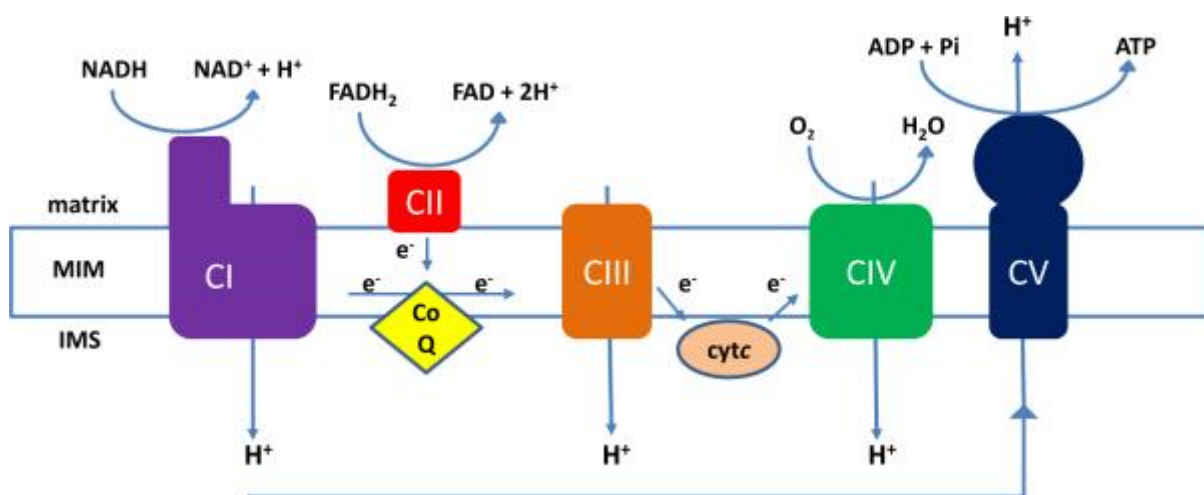 NADH
NAD⁺ + H⁺
FADH₂
FAD + 2H⁺
ADP + Pi
H⁺
ATP
O₂
H₂O
matrix
MIM
IMS
CI
CII
e⁻
e⁻
e⁻
Co
Q
CIII
e⁻
e⁻
cytc
CIV
CV
H⁺
H⁺
H⁺